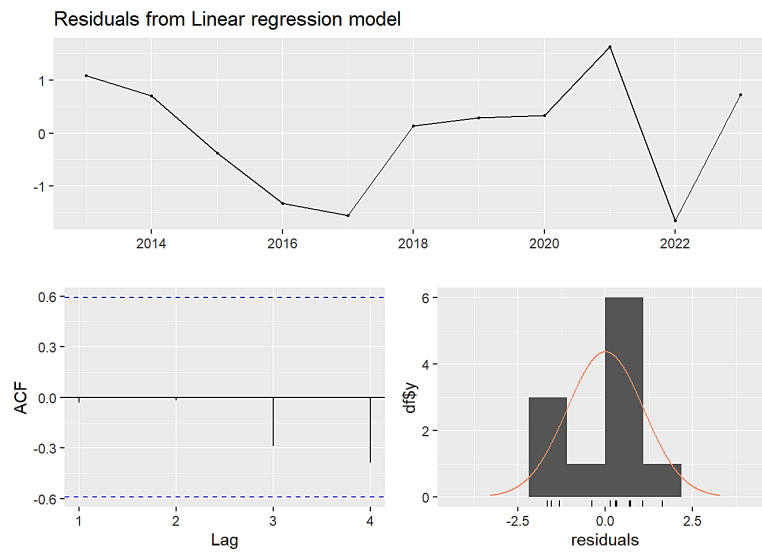 Residuals from Linear regression model
1
0
-1
2014 2016 2018 2020 2022
0.6
0.3
0.0
-0.3
-0.6
ACF
1 2 3 4
Lag
6
4
2
0
df$y
-2.5 0.0 2.5
residuals